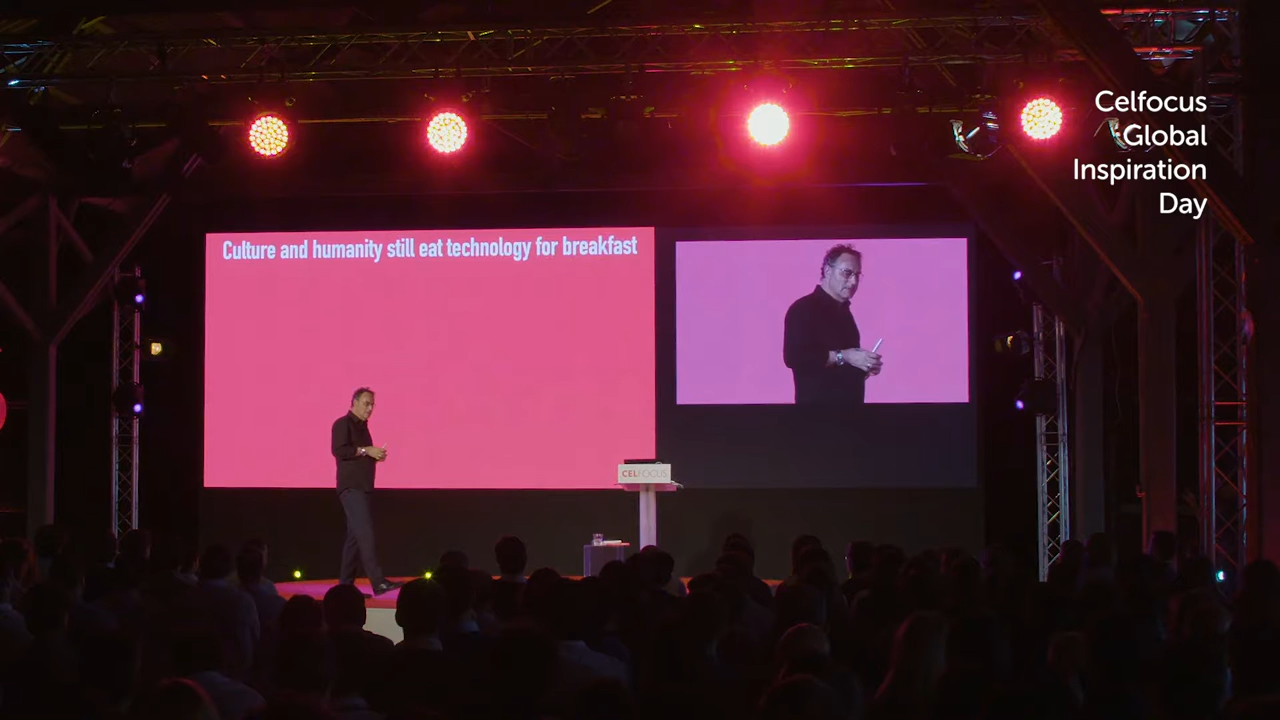 Celfocus
Global
Inspiration
Day
Culture and humanity still eat technology for breakfast
CELFOCUS